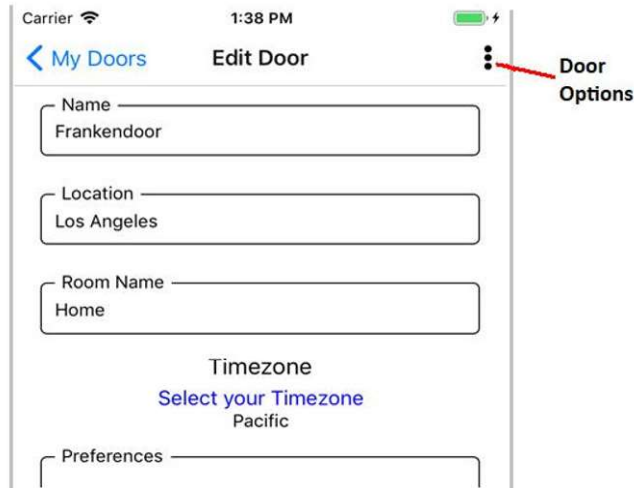 Carrier 1:38 PM
My Doors Edit Door
Door
Options
Name
Frankendoor
Location
Los Angeles
Room Name
Home
Timezone
Select your Timezone
Pacific
Preferences